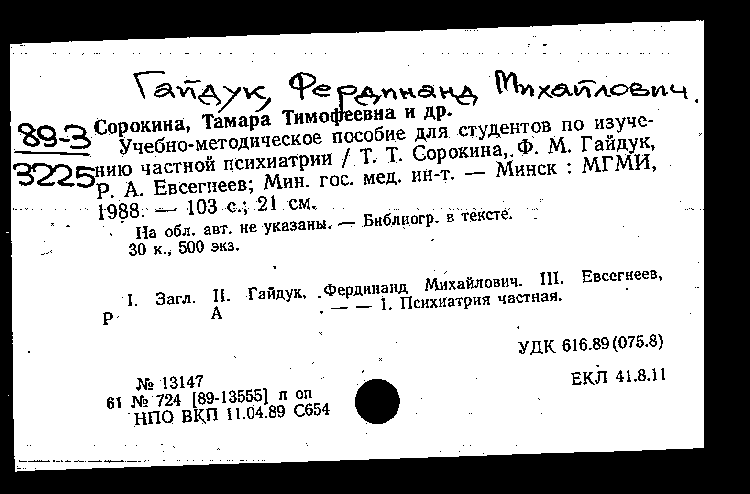 Гайдук, Фердинанд Михайлович.
89-3
3225
Сорокина, Тамара Тимофеевна и др.
Учебно-методическое пособие для студентов по изуче-
нию частной психиатрии / Т. Т. Сорокина, Ф. М. Гайдук,
Р. А. Евсегнеев; Мин. гос. мед. ин-т. — Минск : МГМИ,
1988. — 103 с.; 21 см.
На обл. авт. не указаны. — Библиогр. в тексте.
30 к., 500 экз.
I. Загл. II. Гайдук, Фердинанд Михайлович. III. Евсегнеев,
Р А . — — 1. Психиатрия частная.
УДК 616.89(075.8)
№ 13147
ЕКЛ 41.8.11
61 № 724 [89-13555] п оп
НПО ВКП 11.04.89 С654